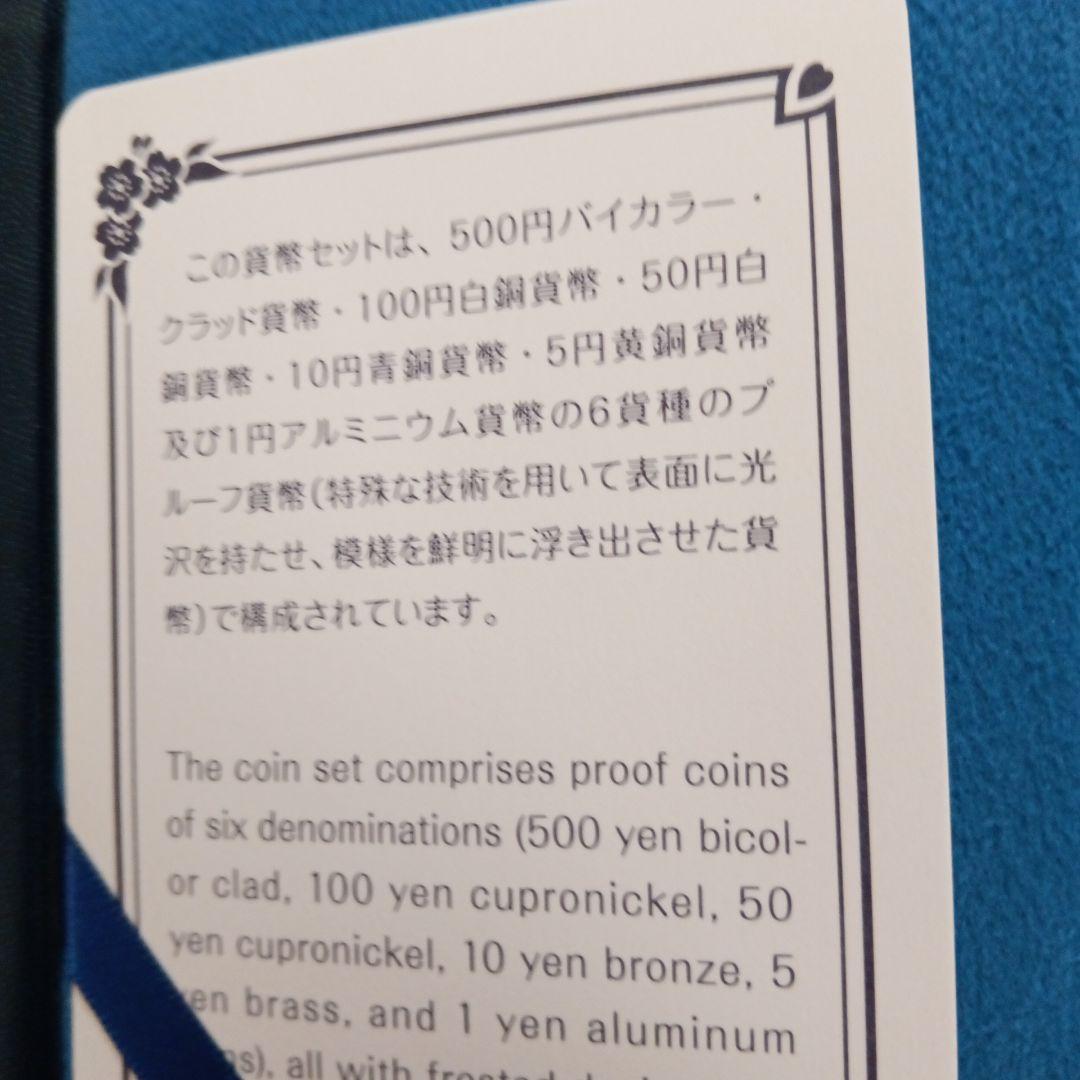 この貨幣セットは、500円バイカラー・
クラッド貨幣・100円白銅貨幣・50円白
銅貨幣・10円青銅貨幣・5円黄銅貨幣
及び1円アルミニウム貨幣の6貨種のプ
ルーフ貨幣(特殊な技術を用いて表面に光
沢を持たせ、模様を鮮明に浮き出させた貨
幣)で構成されています。
The coin set comprises proof coins
of six denominations (500 yen bicol-
or clad, 100 yen cupronickel, 50
yen cupronickel, 10 yen bronze, 5
yen brass, and 1 yen aluminum
all with frosted